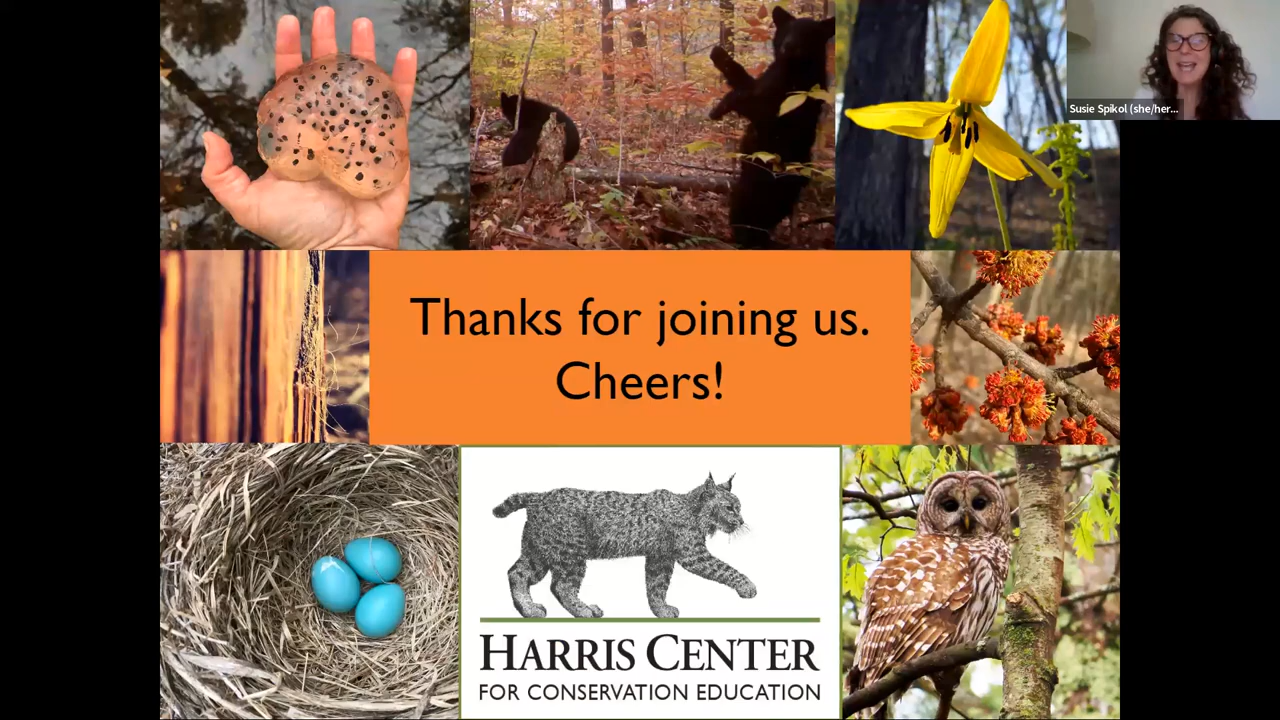 Susie Spikol (she/her...
Thanks for joining us.
Cheers!
HARRIS CENTER
FOR CONSERVATION EDUCATION